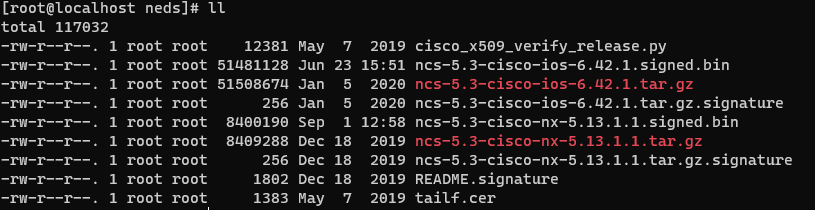 [root@localhost neds]# ll
total 117032
-rw-r--r--. 1 root root    12381 May  7  2019 cisco_x509_verify_release.py
-rw-r--r--. 1 root root 51481128 Jun 23 15:51 ncs-5.3-cisco-ios-6.42.1.signed.bin
-rw-r--r--. 1 root root 51508674 Jan  5  2020 ncs-5.3-cisco-ios-6.42.1.tar.gz
-rw-r--r--. 1 root root      256 Jan  5  2020 ncs-5.3-cisco-ios-6.42.1.tar.gz.signature
-rw-r--r--. 1 root root  8400190 Sep  1 12:58 ncs-5.3-cisco-nx-5.13.1.1.signed.bin
-rw-r--r--. 1 root root  8409288 Dec 18  2019 ncs-5.3-cisco-nx-5.13.1.1.tar.gz
-rw-r--r--. 1 root root      256 Dec 18  2019 ncs-5.3-cisco-nx-5.13.1.1.tar.gz.signature
-rw-r--r--. 1 root root     1802 Dec 18  2019 README.signature
-rw-r--r--. 1 root root     1383 May  7  2019 tailf.cer